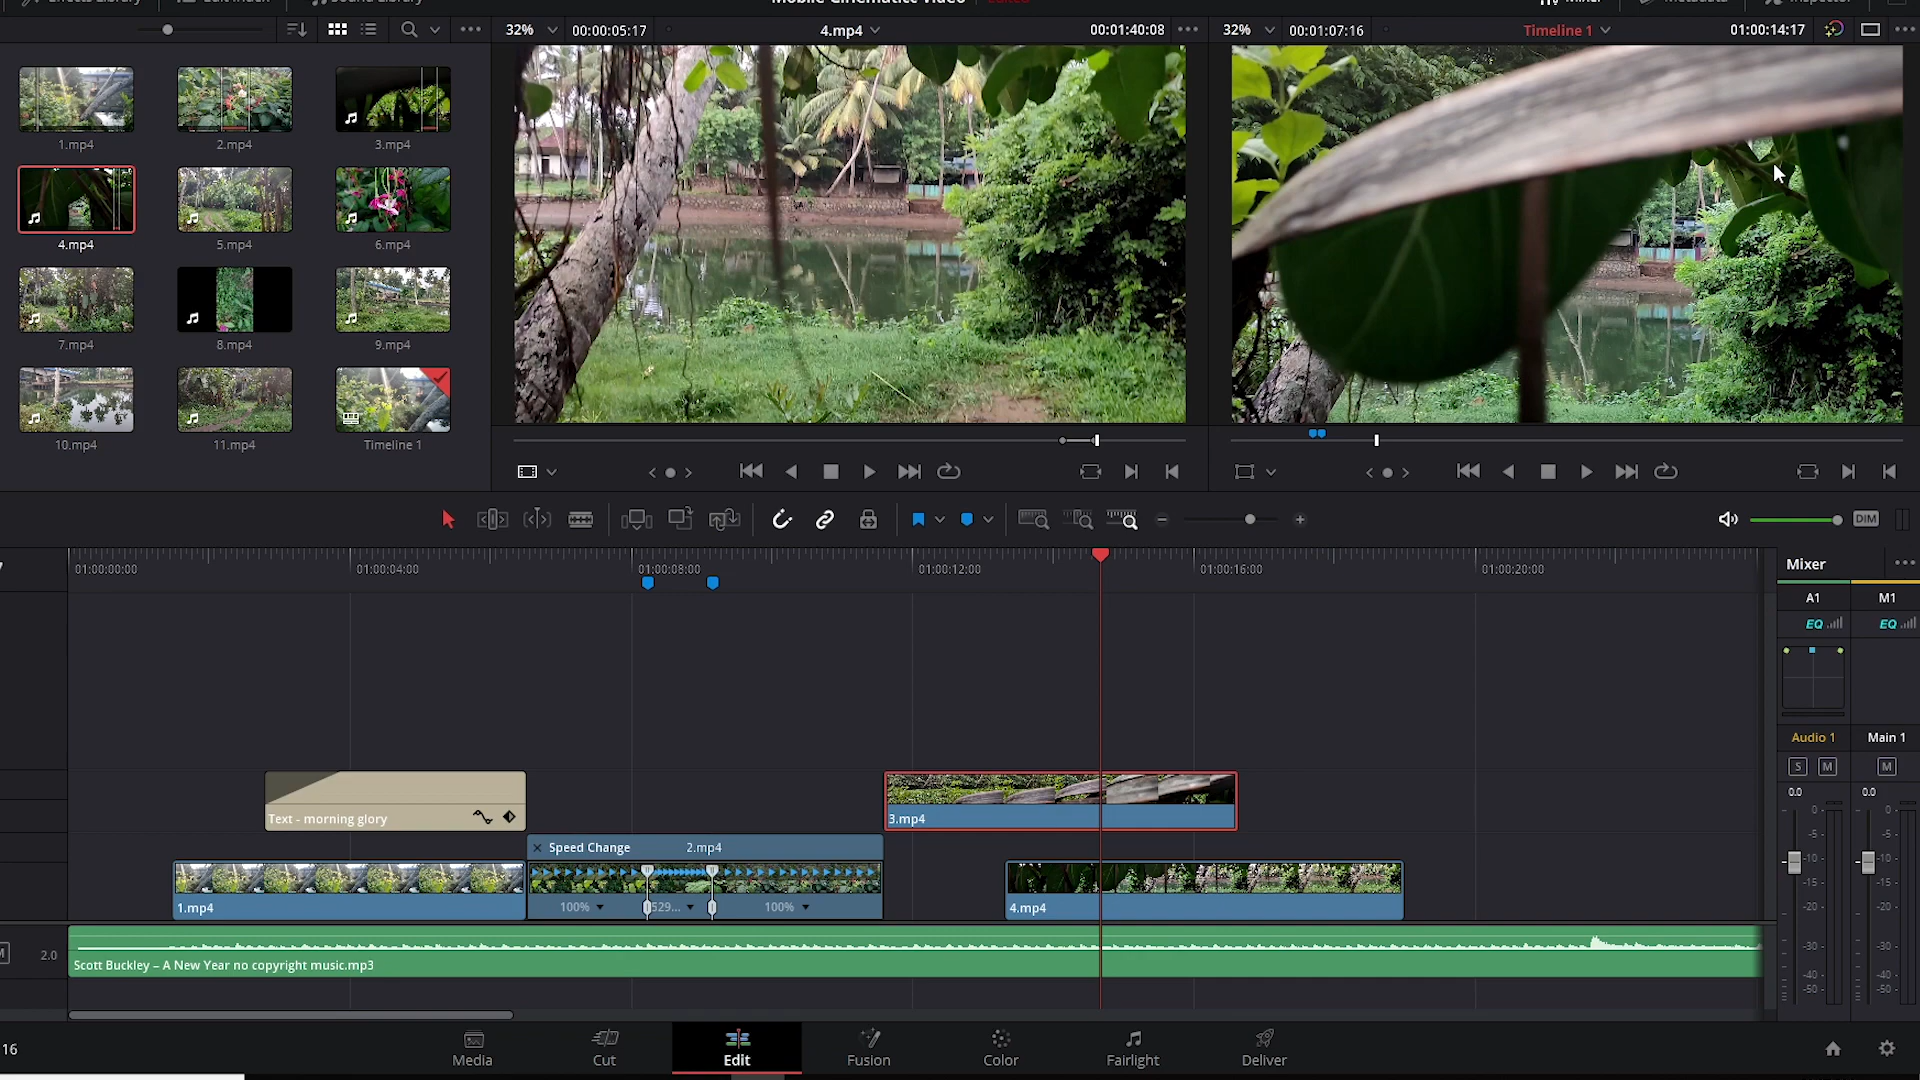 Effects Library
Edit Index
Sound Library
Mobile Cinematics Video
Edited
Mixer
Metadata
Inspector
32%
00:00:05:17
4.mp4
00:01:40:08
32%
00:01:07:16
Timeline 1
01:00:14:17
1.mp4
2.mp4
3.mp4
4.mp4
5.mp4
6.mp4
7.mp4
8.mp4
9.mp4
10.mp4
11.mp4
Timeline 1
DIM
01:00:00:00
01:00:04:00
01:00:08:00
01:00:12:00
01:00:16:00
01:00:20:00
Mixer
A1
M1
EQ
EQ
Audio 1
Main 1
S
M
M
0.0
0.0
0
0
-5
-5
-10
-10
-15
-15
-20
-20
-30
-30
-40
-40
-50
-50
Text - morning glory
3.mp4
Speed Change
2.mp4
1.mp4
100%
529...
100%
4.mp4
M
2.0
Scott Buckley – A New Year no copyright music.mp3
16
Media
Cut
Edit
Fusion
Color
Fairlight
Deliver